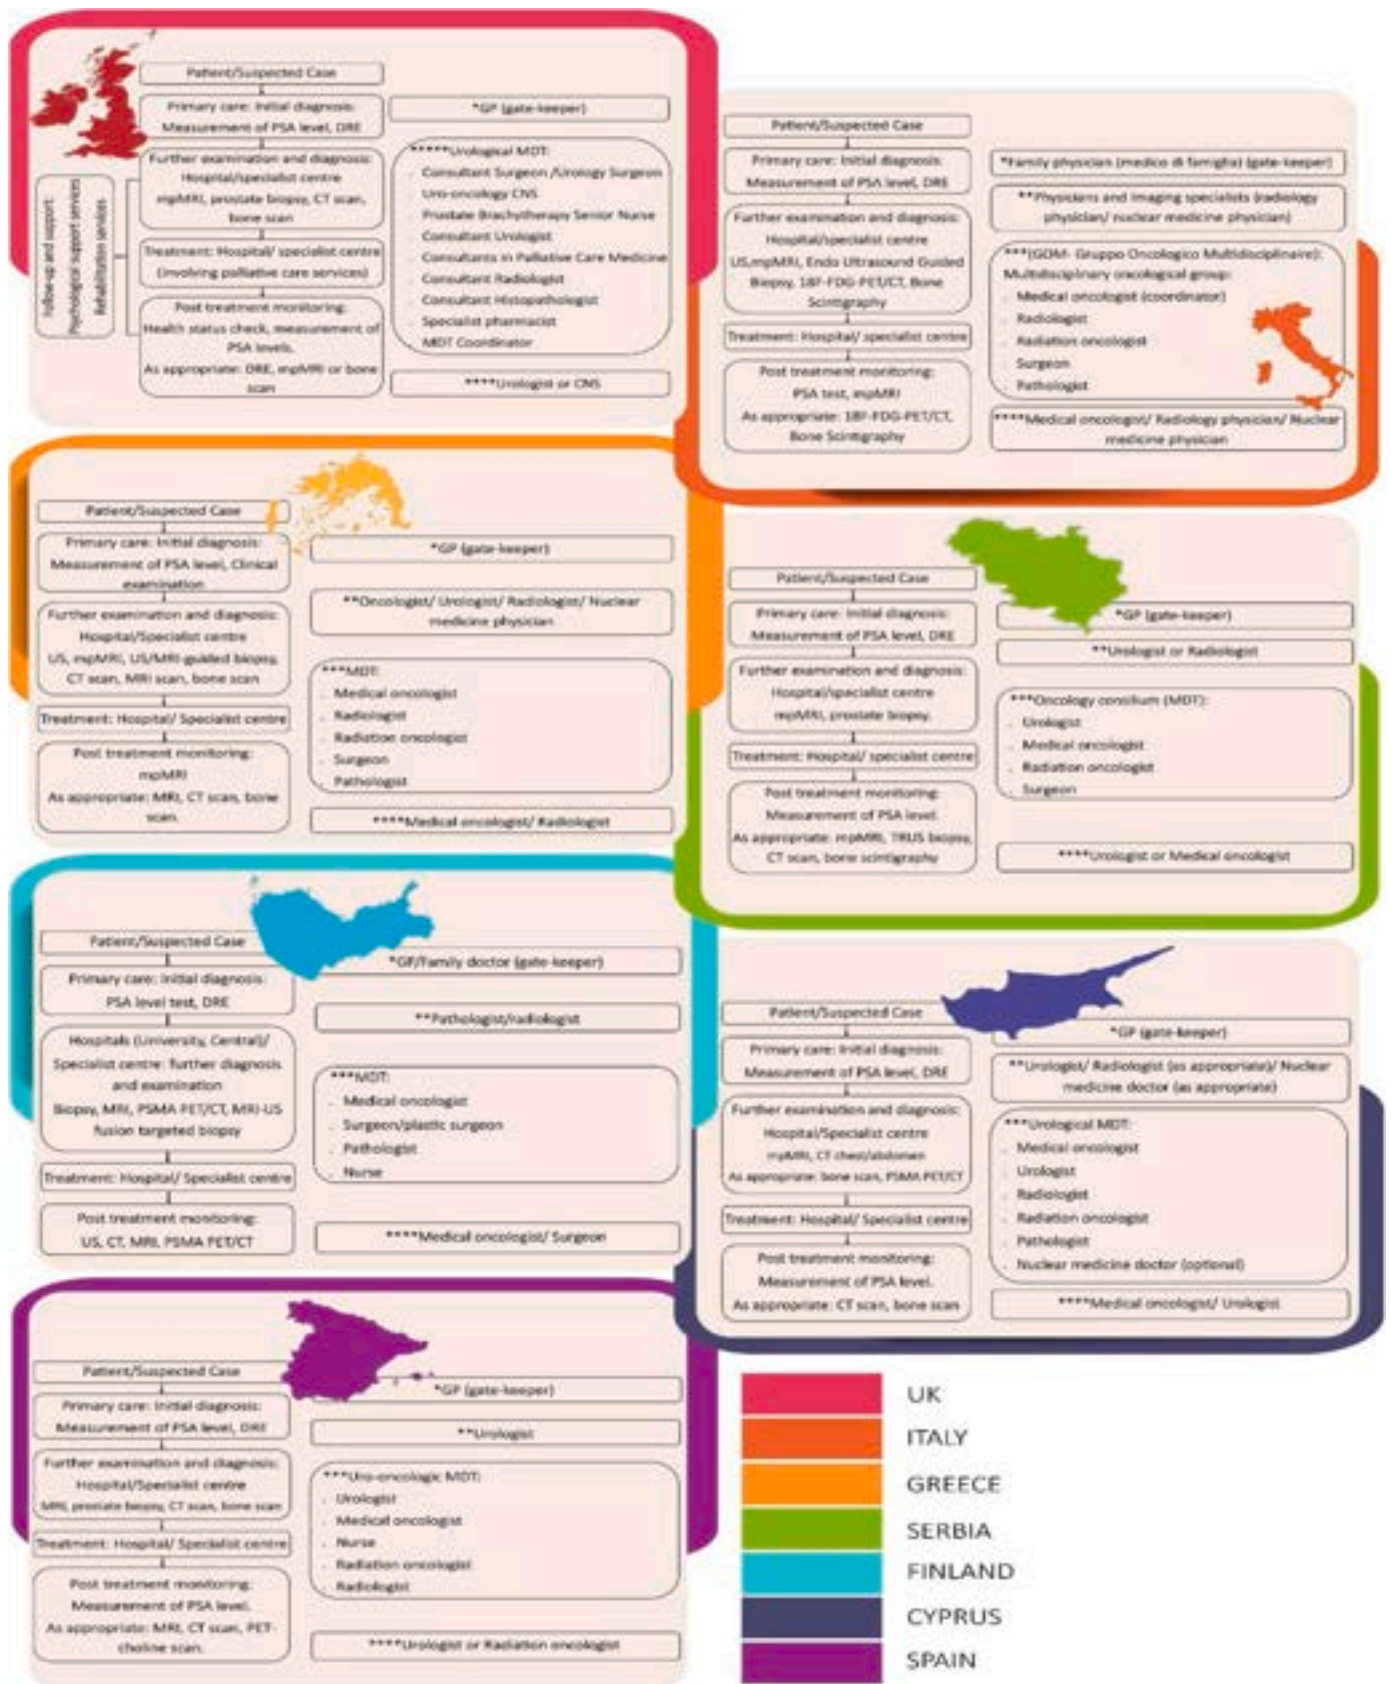 Patient/Suspected Case
Primary care: Initial diagnosis:
Measurement of PSA level, DRE
Further examination and diagnosis:
Hospital/specialist centre
mpMRI, prostate biopsy, CT scan,
bone scan
Treatment: Hospital/ specialist centre
(involving palliative care services)
Post treatment monitoring:
Health status check, measurement of
PSA levels.
As appropriate: DRE, mpMRI or bone
scan
Follow-up and support:
Psychological support services
Rehabilitation services
*GP (gate-keeper)
*****Urological MDT:
. Consultant Surgeon /Urology Surgeon
. Uro-oncology CNS
. Prostate Brachytherapy Senior Nurse
. Consultant Urologist
. Consultants in Palliative Care Medicine
. Consultant Radiologist
. Consultant Histopathologist
. Specialist pharmacist
. MDT Coordinator
****Urologist or CNS
Patient/Suspected Case
Primary care: Initial diagnosis:
Measurement of PSA level, DRE
Further examination and diagnosis:
Hospital/specialist centre
US,mpMRI, Endo Ultrasound Guided
Biopsy, 18F-FDG-PET/CT, Bone
Scintigraphy
Treatment: Hospital/ specialist centre
Post treatment monitoring:
PSA test, mpMRI
As appropriate: 18F-FDG-PET/CT,
Bone Scintigraphy
*Family physician (medico di famiglia) (gate-keeper)
**Physicians and Imaging specialists (radiology
physician/ nuclear medicine physician)
***(GOM- Gruppo Oncologico Multidisciplinaire):
Multidisciplinary oncological group:
. Medical oncologist (coordinator)
. Radiologist
. Radiation oncologist
. Surgeon
. Pathologist
****Medical oncologist/ Radiology physician/ Nuclear
medicine physician
Patient/Suspected Case
Primary care: Initial diagnosis:
Measurement of PSA level, Clinical
examination
Further examination and diagnosis:
Hospital/Specialist centre
US, mpMRI, US/MRI-guided biopsy,
CT scan, MRI scan, bone scan
Treatment: Hospital/ Specialist centre
Post treatment monitoring:
mpMRI
As appropriate: MRI, CT scan, bone
scan.
*GP (gate-keeper)
**Oncologist/ Urologist/ Radiologist/ Nuclear
medicine physician
***MDT:
. Medical oncologist
. Radiologist
. Radiation oncologist
. Surgeon
. Pathologist
****Medical oncologist/ Radiologist
Patient/Suspected Case
Primary care: Initial diagnosis:
Measurement of PSA level, DRE
Further examination and diagnosis:
Hospital/specialist centre
mpMRI, prostate biopsy.
Treatment: Hospital/ specialist centre
Post treatment monitoring:
Measurement of PSA level.
As appropriate: mpMRI, TRUS biopsy,
CT scan, bone scintigraphy
*GP (gate-keeper)
**Urologist or Radiologist
***Oncology consilium (MDT):
. Urologist
. Medical oncologist
. Radiation oncologist
. Surgeon
****Urologist or Medical oncologist
Patient/Suspected Case
Primary care: Initial diagnosis:
PSA level test, DRE
Hospitals (University, Central)/
Specialist centre: further diagnosis
and examination
Biopsy, MRI, PSMA PET/CT, MRI-US
fusion targeted biopsy
Treatment: Hospital/ Specialist centre
Post treatment monitoring:
US, CT, MRI, PSMA PET/CT
*GP/Family doctor (gate-keeper)
**Pathologist/radiologist
***MDT:
. Medical oncologist
. Surgeon/plastic surgeon
. Pathologist
. Nurse
****Medical oncologist/ Surgeon
Patient/Suspected Case
Primary care: Initial diagnosis:
Measurement of PSA level, DRE
Further examination and diagnosis:
Hospital/Specialist centre
mpMRI, CT chest/abdomen
As appropriate: bone scan, PSMA PET/CT
Treatment: Hospital/ Specialist centre
Post treatment monitoring:
Measurement of PSA level.
As appropriate: CT scan, bone scan
*GP (gate-keeper)
**Urologist/ Radiologist (as appropriate)/ Nuclear
medicine doctor (as appropriate)
***Urological MDT:
. Medical oncologist
. Urologist
. Radiologist
. Radiation oncologist
. Pathologist
. Nuclear medicine doctor (optional)
****Medical oncologist/ Urologist
Patient/Suspected Case
Primary care: Initial diagnosis:
Measurement of PSA level, DRE
Further examination and diagnosis:
Hospital/Specialist centre
MRI, prostate biopsy, CT scan, bone scan
Treatment: Hospital/ Specialist centre
Post treatment monitoring:
Measurement of PSA level.
As appropriate: MRI, CT scan, PET-
choline scan.
*GP (gate-keeper)
**Urologist
***Uro-oncologic MDT:
. Urologist
. Medical oncologist
. Nurse
. Radiation oncologist
. Radiologist
****Urologist or Radiation oncologist
UK
ITALY
GREECE
SERBIA
FINLAND
CYPRUS
SPAIN